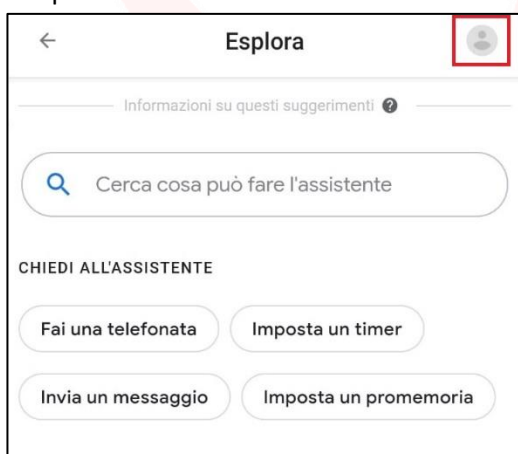 Esplora
Informazioni su questi suggerimenti ?
Cerca cosa può fare l'assistente
CHIEDI ALL'ASSISTENTE
Fai una telefonata Imposta un timer
Invia un messaggio Imposta un promemoria